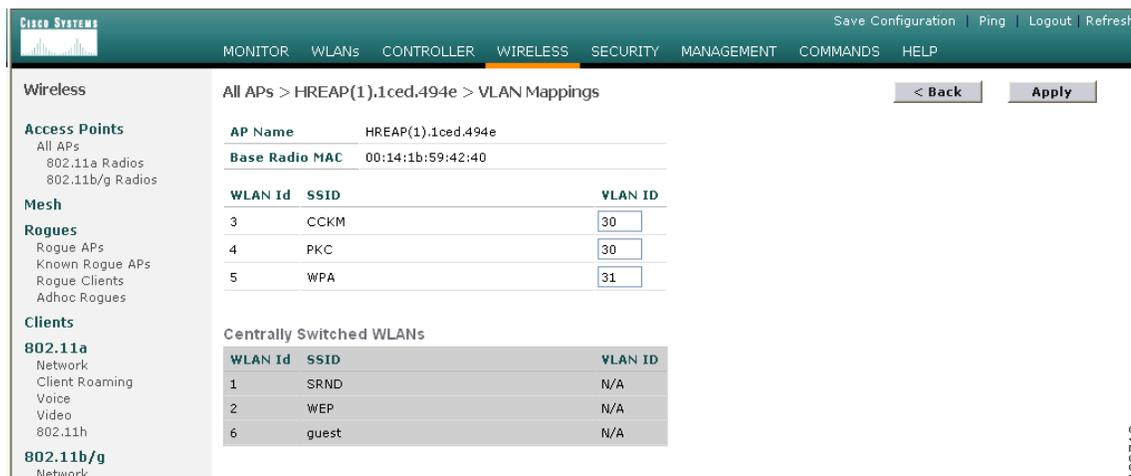 CISCO SYSTEMS
Save Configuration | Ping | Logout | Refresh
MONITOR WLANs CONTROLLER WIRELESS SECURITY MANAGEMENT COMMANDS HELP
Wireless
Access Points
All APs
802.11a Radios
802.11b/g Radios
Mesh
Rogues
Rogue APs
Known Rogue APs
Rogue Clients
Adhoc Rogues
Clients
802.11a
Network
Client Roaming
Voice
Video
802.11h
802.11b/g
Network
All APs > HREAP(1).1ced.494e > VLAN Mappings
< Back Apply
AP Name HREAP(1).1ced.494e
Base Radio MAC 00:14:1b:59:42:40
WLAN Id SSID VLAN ID
3 CCKM 30
4 PKC 30
5 WPA 31
Centrally Switched WLANs
WLAN Id SSID VLAN ID
1 SRND N/A
2 WEP N/A
6 guest N/A